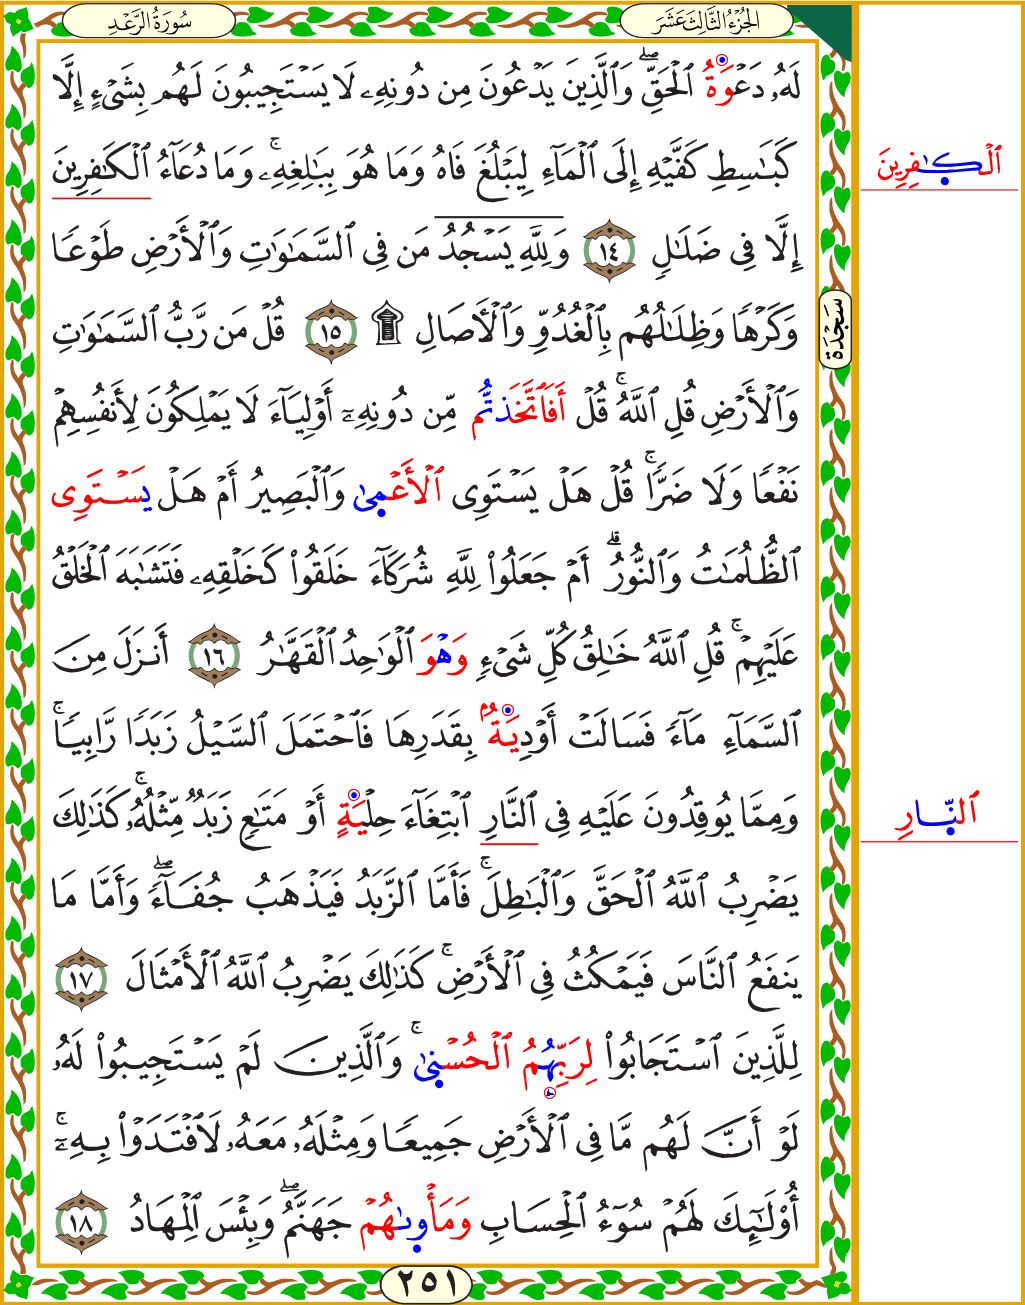 الجُزْءُ الثَّالِثَ عَشَرَ
سُورَةُ الرَّعْدِ
لَهُۥ دَعْوَةُ ٱلْحَقِّۖ وَٱلَّذِينَ يَدْعُونَ مِن دُونِهِۦ لَا يَسْتَجِيبُونَ لَهُم بِشَىْءٍ إِلَّا
كَبَـٰسِطِ كَفَّيْهِ إِلَى ٱلْمَآءِ لِيَبْلُغَ فَاهُ وَمَا هُوَ بِبَـٰلِغِهِۦۚ وَمَا دُعَآءُ ٱلْكَـٰفِرِينَ
إِلَّا فِى ضَلَـٰلٍ ١٤ وَلِلَّهِ يَسْجُدُ مَن فِى ٱلسَّمَـٰوَٰتِ وَٱلْأَرْضِ طَوْعًا
وَكَرْهًا وَظِلَـٰلُهُم بِٱلْغُدُوِّ وَٱلْـَٔاصَالِ ۩ ١٥ قُلْ مَن رَّبُّ ٱلسَّمَـٰوَٰتِ
وَٱلْأَرْضِ قُلِ ٱللَّهُۚ قُلْ أَفَٱتَّخَذتُّم مِّن دُونِهِۦٓ أَوْلِيَآءَ لَا يَمْلِكُونَ لِأَنفُسِهِمْ
نَفْعًا وَلَا ضَرًّاۚ قُلْ هَلْ يَسْتَوِى ٱلْأَعْمِىٰ وَٱلْبَصِيرُ أَمْ هَلْ يَسْتَوِى
ٱلظُّلُمَـٰتُ وَٱلنُّورُۗ أَمْ جَعَلُوا۟ لِلَّهِ شُرَكَآءَ خَلَقُوا۟ كَخَلْقِهِۦ فَتَشَـٰبَهَ ٱلْخَلْقُ
عَلَيْهِمْۚ قُلِ ٱللَّهُ خَـٰلِقُ كُلِّ شَىْءٍ وَهْوَ ٱلْوَٰحِدُ ٱلْقَهَّـٰرُ ١٦ أَنزَلَ مِنَ
ٱلسَّمَآءِ مَآءً فَسَالَتْ أَوْدِيَةٌۢ بِقَدَرِهَا فَٱحْتَمَلَ ٱلسَّيْلُ زَبَدًا رَّابِيًاۚ
وَمِمَّا يُوقِدُونَ عَلَيْهِ فِى ٱلنَّارِ ٱبْتِغَآءَ حِلْيَةٍ أَوْ مَتَـٰعٍ زَبَدٌ مِّثْلُهُۥۚ كَذَٰلِكَ
يَضْرِبُ ٱللَّهُ ٱلْحَقَّ وَٱلْبَـٰطِلَۚ فَأَمَّا ٱلزَّبَدُ فَيَذْهَبُ جُفَآءًۖ وَأَمَّا مَا
يَنفَعُ ٱلنَّاسَ فَيَمْكُثُ فِى ٱلْأَرْضِۚ كَذَٰلِكَ يَضْرِبُ ٱللَّهُ ٱلْأَمْثَالَ ١٧
لِلَّذِينَ ٱسْتَجَابُوا۟ لِرَبِّهِمُ ٱلْحُسْنِىٰۚ وَٱلَّذِينَ لَمْ يَسْتَجِيبُوا۟ لَهُۥ
لَوْ أَنَّ لَهُم مَّا فِى ٱلْأَرْضِ جَمِيعًا وَمِثْلَهُۥ مَعَهُۥ لَٱفْتَدَوْا۟ بِهِۦٓۚ
أُو۟لَـٰٓئِكَ لَهُمْ سُوٓءُ ٱلْحِسَابِ وَمَأْوِىٰهُمْ جَهَنَّمُۖ وَبِئْسَ ٱلْمِهَادُ ١٨
٢٥١
ٱلْكِـٰفِرِينَ
سَجْدَة
ٱلنِّـارِ